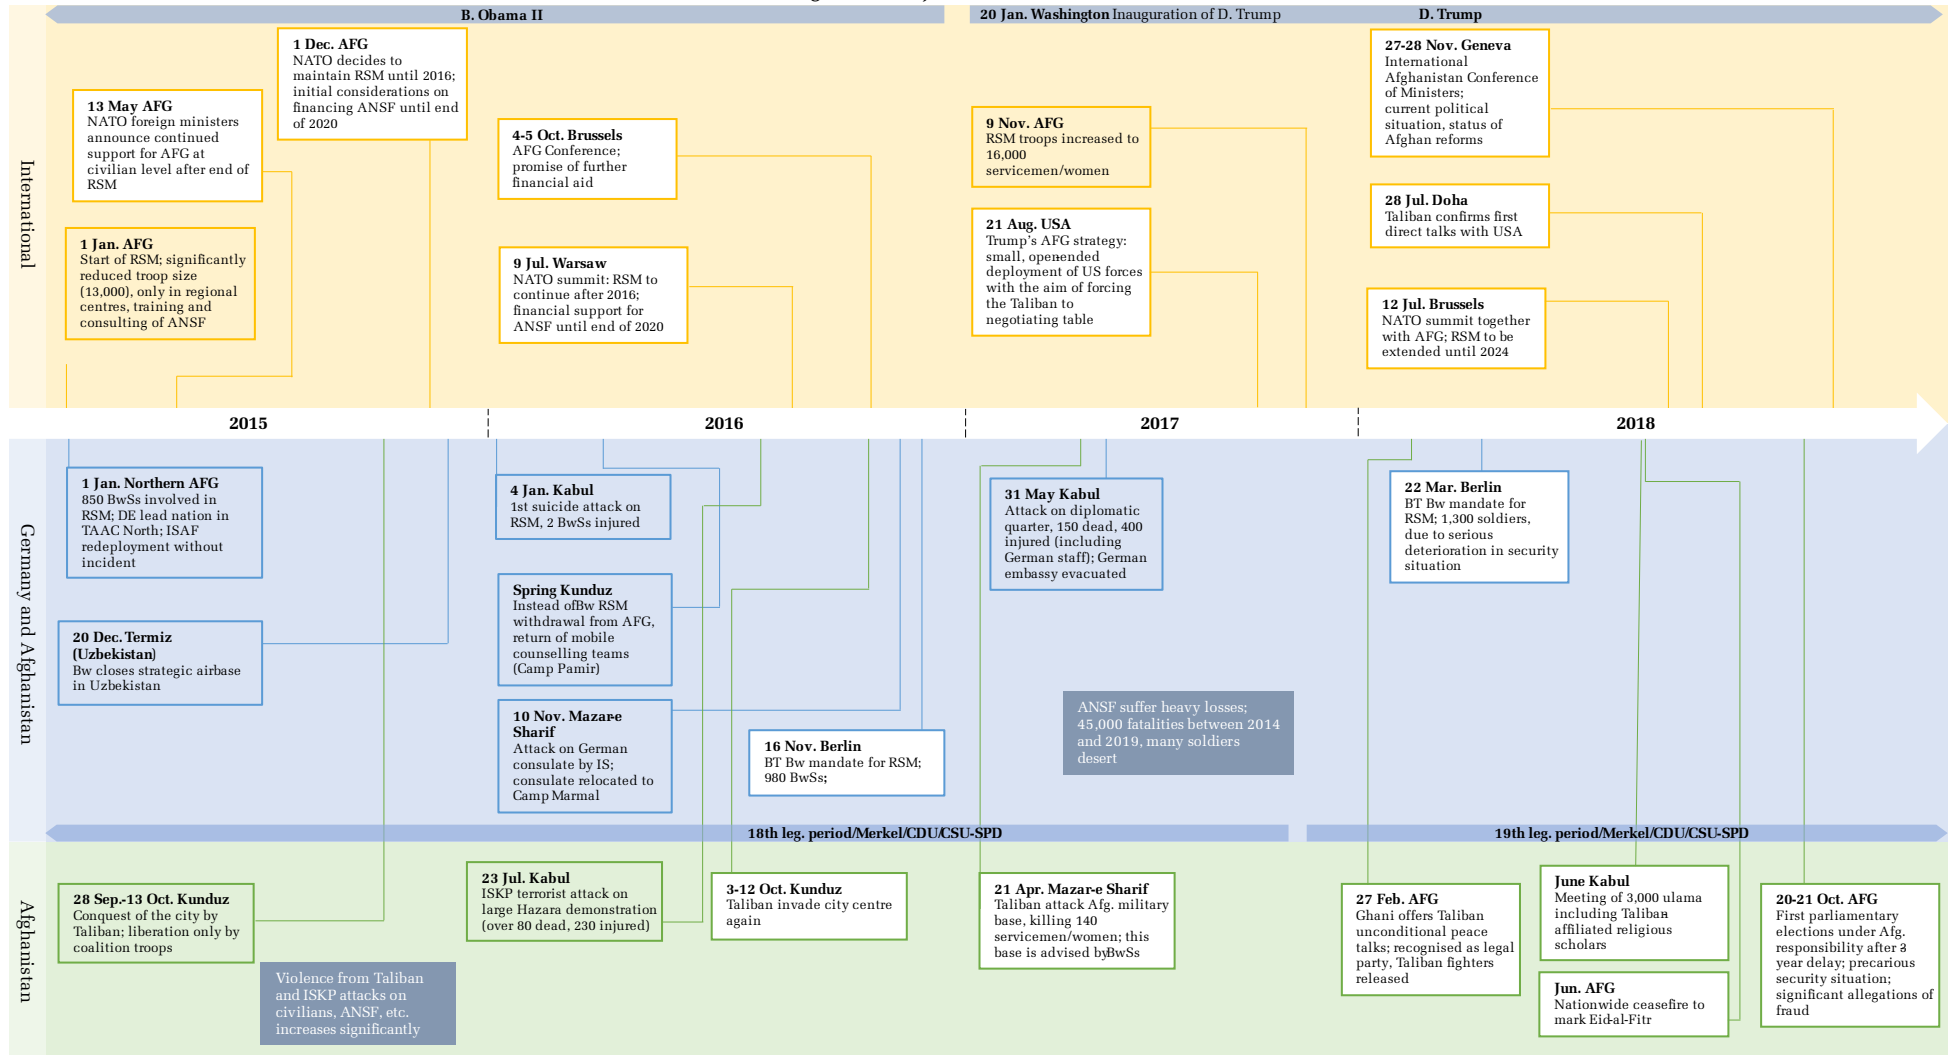 B. Obama II
20 Jan. Washington Inauguration of D. Trump
D. Trump
International
1 Dec. AFG
NATO decides to
maintain RSM until 2016;
initial considerations on
financing ANSF until end
of 2020
13 May AFG
NATO foreign ministers
announce continued
support for AFG at
civilian level after end of
RSM
1 Jan. AFG
Start of RSM; significantly
reduced troop size
(13,000), only in regional
centres, training and
consulting of ANSF
4-5 Oct. Brussels
AFG Conference;
promise of further
financial aid
9 Jul. Warsaw
NATO summit: RSM to
continue after 2016;
financial support for
ANSF until end of 2020
9 Nov. AFG
RSM troops increased to
16,000
servicemen/women
21 Aug. USA
Trump's AFG strategy:
small, open-ended
deployment of US forces
with the aim of forcing
the Taliban to
negotiating table
27-28 Nov. Geneva
International
Afghanistan Conference
of Ministers;
current political
situation, status of
Afghan reforms
28 Jul. Doha
Taliban confirms first
direct talks with USA
12 Jul. Brussels
NATO summit together
with AFG; RSM to be
extended until 2024
2015
2016
2017
2018
Germany and Afghanistan
1 Jan. Northern AFG
850 BwSs involved in
RSM; DE lead nation in
TAAC North; ISAF
redeployment without
incident
20 Dec. Termiz
(Uzbekistan)
Bw closes strategic airbase
in Uzbekistan
4 Jan. Kabul
1st suicide attack on
RSM, 2 BwSs injured
Spring Kunduz
Instead ofBw RSM
withdrawal from AFG,
return of mobile
counselling teams
(Camp Pamir)
10 Nov. Mazar-e
Sharif
Attack on German
consulate by IS;
consulate relocated to
Camp Marmal
16 Nov. Berlin
BT Bw mandate for RSM;
980 BwSs;
31 May Kabul
Attack on diplomatic
quarter, 150 dead, 400
injured (including
German staff); German
embassy evacuated
ANSF suffer heavy losses;
45,000 fatalities between 2014
and 2019, many soldiers
desert
22 Mar. Berlin
BT Bw mandate for
RSM; 1,300 soldiers,
due to serious
deterioration in security
situation
18th leg. period/Merkel/CDU/CSU-SPD
19th leg. period/Merkel/CDU/CSU-SPD
Afghanistan
28 Sep.-13 Oct. Kunduz
Conquest of the city by
Taliban; liberation only by
coalition troops
Violence from Taliban
and ISKP attacks on
civilians, ANSF, etc.
increases significantly
23 Jul. Kabul
ISKP terrorist attack on
large Hazara demonstration
(over 80 dead, 230 injured)
3-12 Oct. Kunduz
Taliban invade city centre
again
21 Apr. Mazar-e Sharif
Taliban attack Afg. military
base, killing 140
servicemen/women; this
base is advised byBwSs
27 Feb. AFG
Ghani offers Taliban
unconditional peace
talks; recognised as legal
party, Taliban fighters
released
June Kabul
Meeting of 3,000 ulama
including Taliban-
affiliated religious
scholars
Jun. AFG
Nationwide ceasefire to
mark Eid-al-Fitr
20-21 Oct. AFG
First parliamentary
elections under Afg.
responsibility after 3-
year delay; precarious
security situation;
significant allegations of
fraud